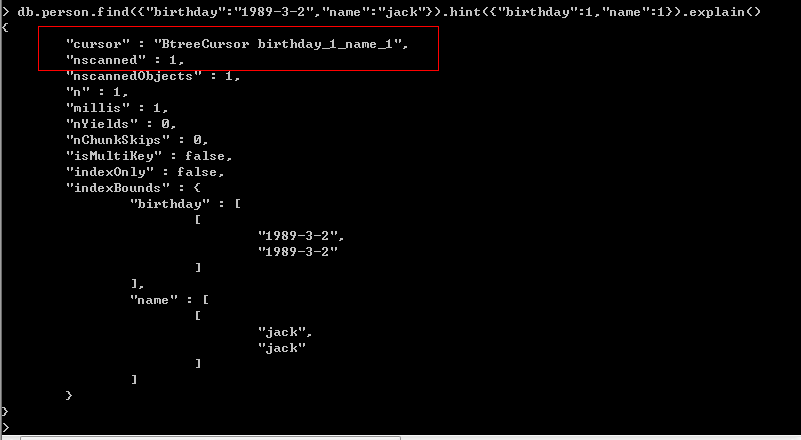 > db.person.find({"birthday":"1989-3-2","name":"jack"}).hint({"birthday":1,"name":1}).explain()
{
"cursor" : "BtreeCursor birthday_1_name_1",
"nscanned" : 1,
"nscannedObjects" : 1,
"n" : 1,
"millis" : 1,
"nYields" : 0,
"nChunkSkips" : 0,
"isMultiKey" : false,
"indexOnly" : false,
"indexBounds" : {
"birthday" : [
[
"1989-3-2",
"1989-3-2"
]
],
"name" : [
[
"jack",
"jack"
]
]
}
}
>